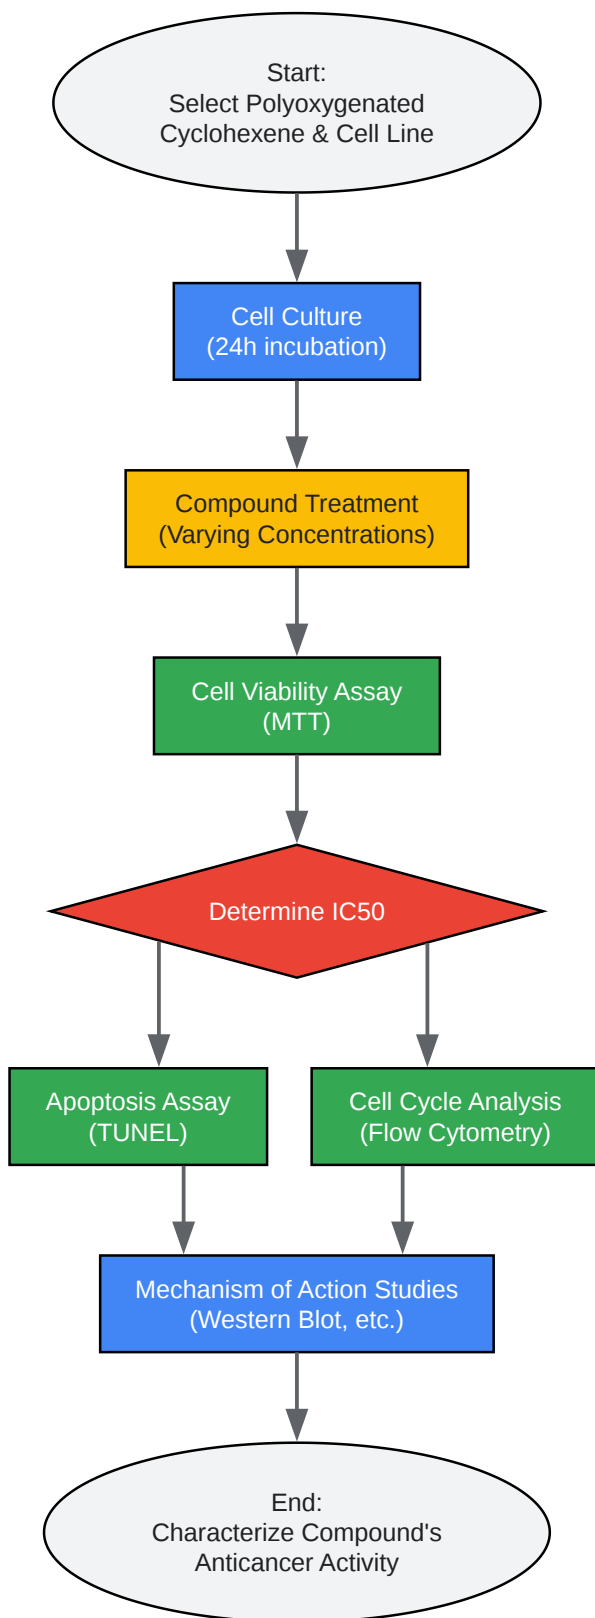 Start:
Select Polyoxygenated
Cyclohexene & Cell Line
Cell Culture
(24h incubation)
Compound Treatment
(Varying Concentrations)
Cell Viability Assay
(MTT)
Determine IC50
Apoptosis Assay
(TUNEL)
Cell Cycle Analysis
(Flow Cytometry)
Mechanism of Action Studies
(Western Blot, etc.)
End:
Characterize Compound's
Anticancer Activity